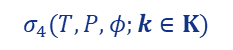 σ₄(T, P, ϕ; k ∈ K)